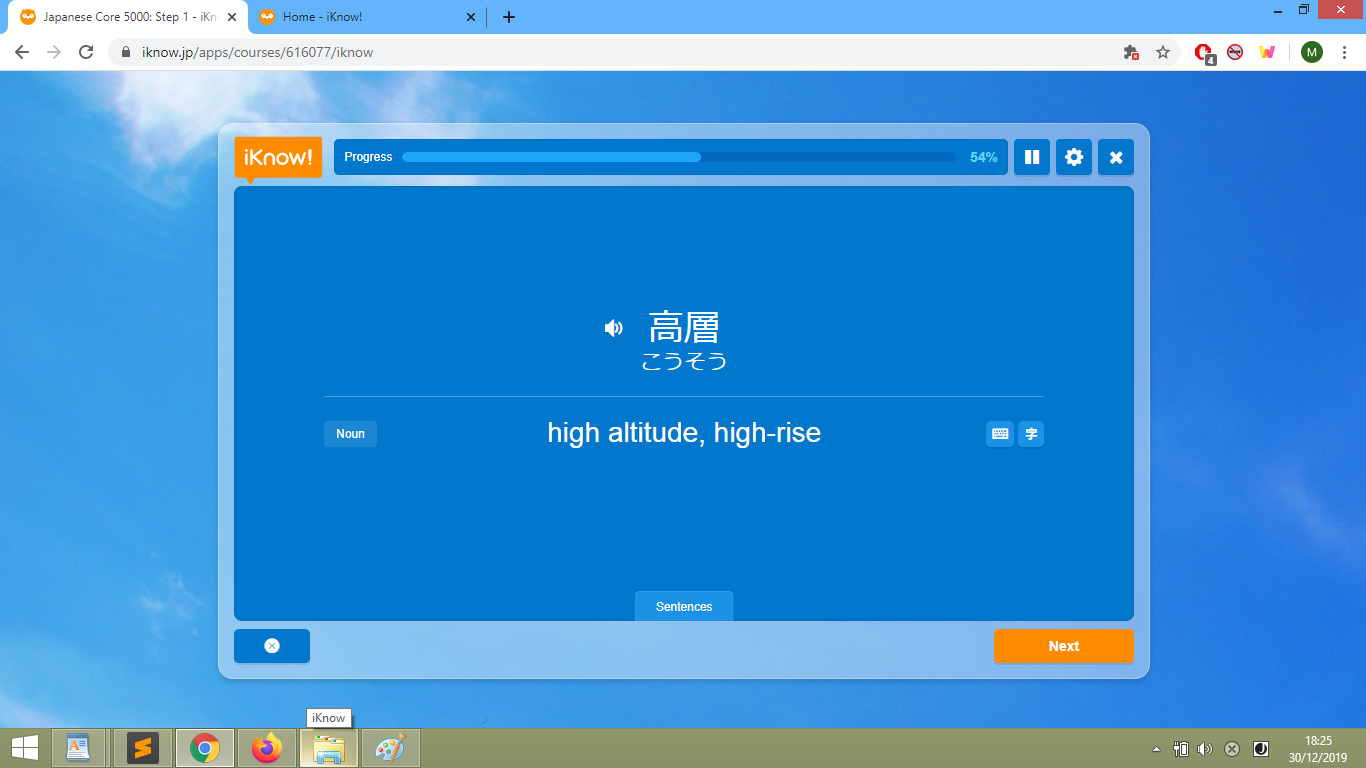 Japanese Core 5000: Step 1 - iKn
Home - iKnow!
iknow.jp/apps/courses/616077/iknow
4
M
iKnow!
Progress
54%
高層
こうそう
Noun
high altitude, high-rise
字
Sentences
Next
iKnow
18:25
30/12/2019